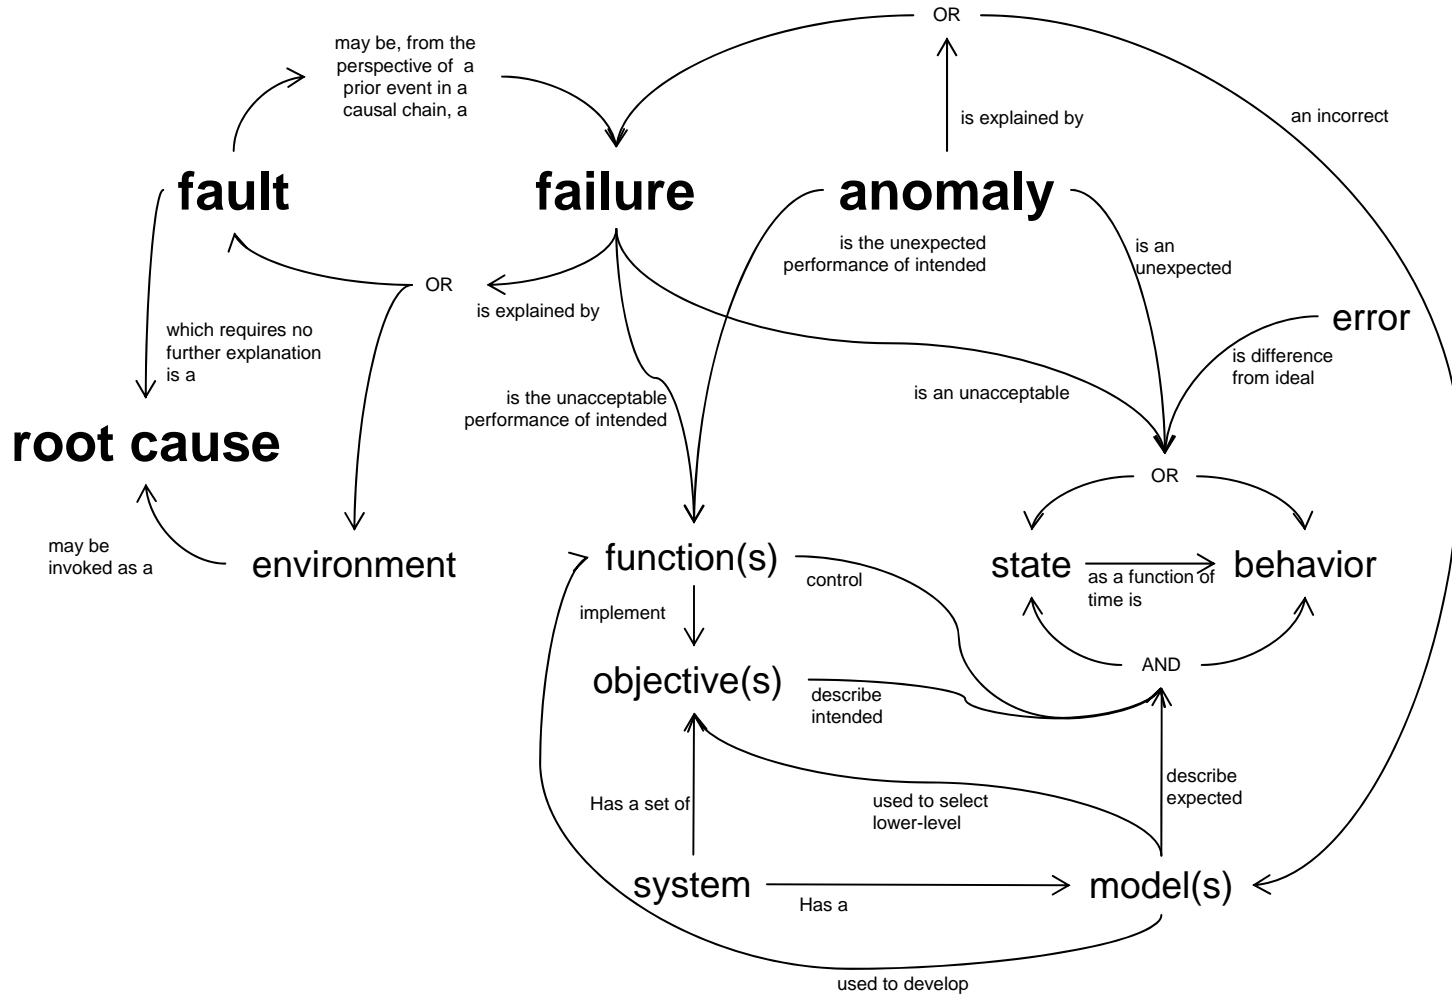 OR
may be, from the
perspective of a
prior event in a
causal chain, a
is explained by
an incorrect
fault
failure
anomaly
is the unexpected
performance of intended
is an
unexpected
OR
is explained by
error
which requires no
further explanation
is a
is difference
from ideal
is the unacceptable
performance of intended
is an unacceptable
root cause
OR
may be
invoked as a
environment
function(s)
control
state
as a function of
time is
behavior
implement
objective(s)
describe
intended
AND
Has a set of
used to select
lower-level
describe
expected
system
Has a
model(s)
used to develop